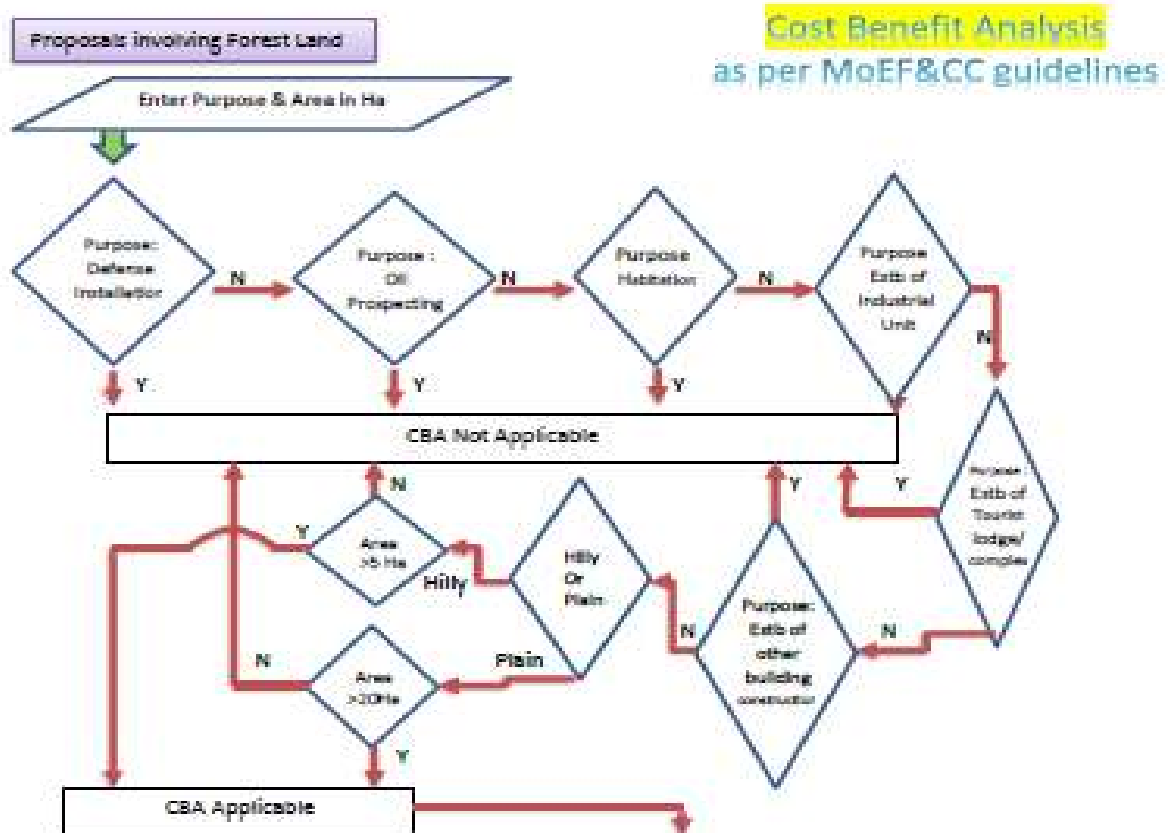 Cost Benefit Analysis
as per MoEF&CC guidelines
Proposals Involving Forest Land
Enter Purpose & Area in Ha
Purpose:
Defense
Installation
N
Y
Purpose :
Oil
Prospecting
N
Y
Purpose
Habitation
N
Y
Purpose
Estb of
Industrial
Unit
N
CBA Not Applicable
Purpose:
Estb of
Tourist
lodge/
complex
Y
N
Purpose:
Estb of
other
building
constructior
Y
N
Hilly
Or
Plain
Hilly
Plain
Area
>5 Ha
N
Y
Area
>20Ha
N
Y
CBA Applicable